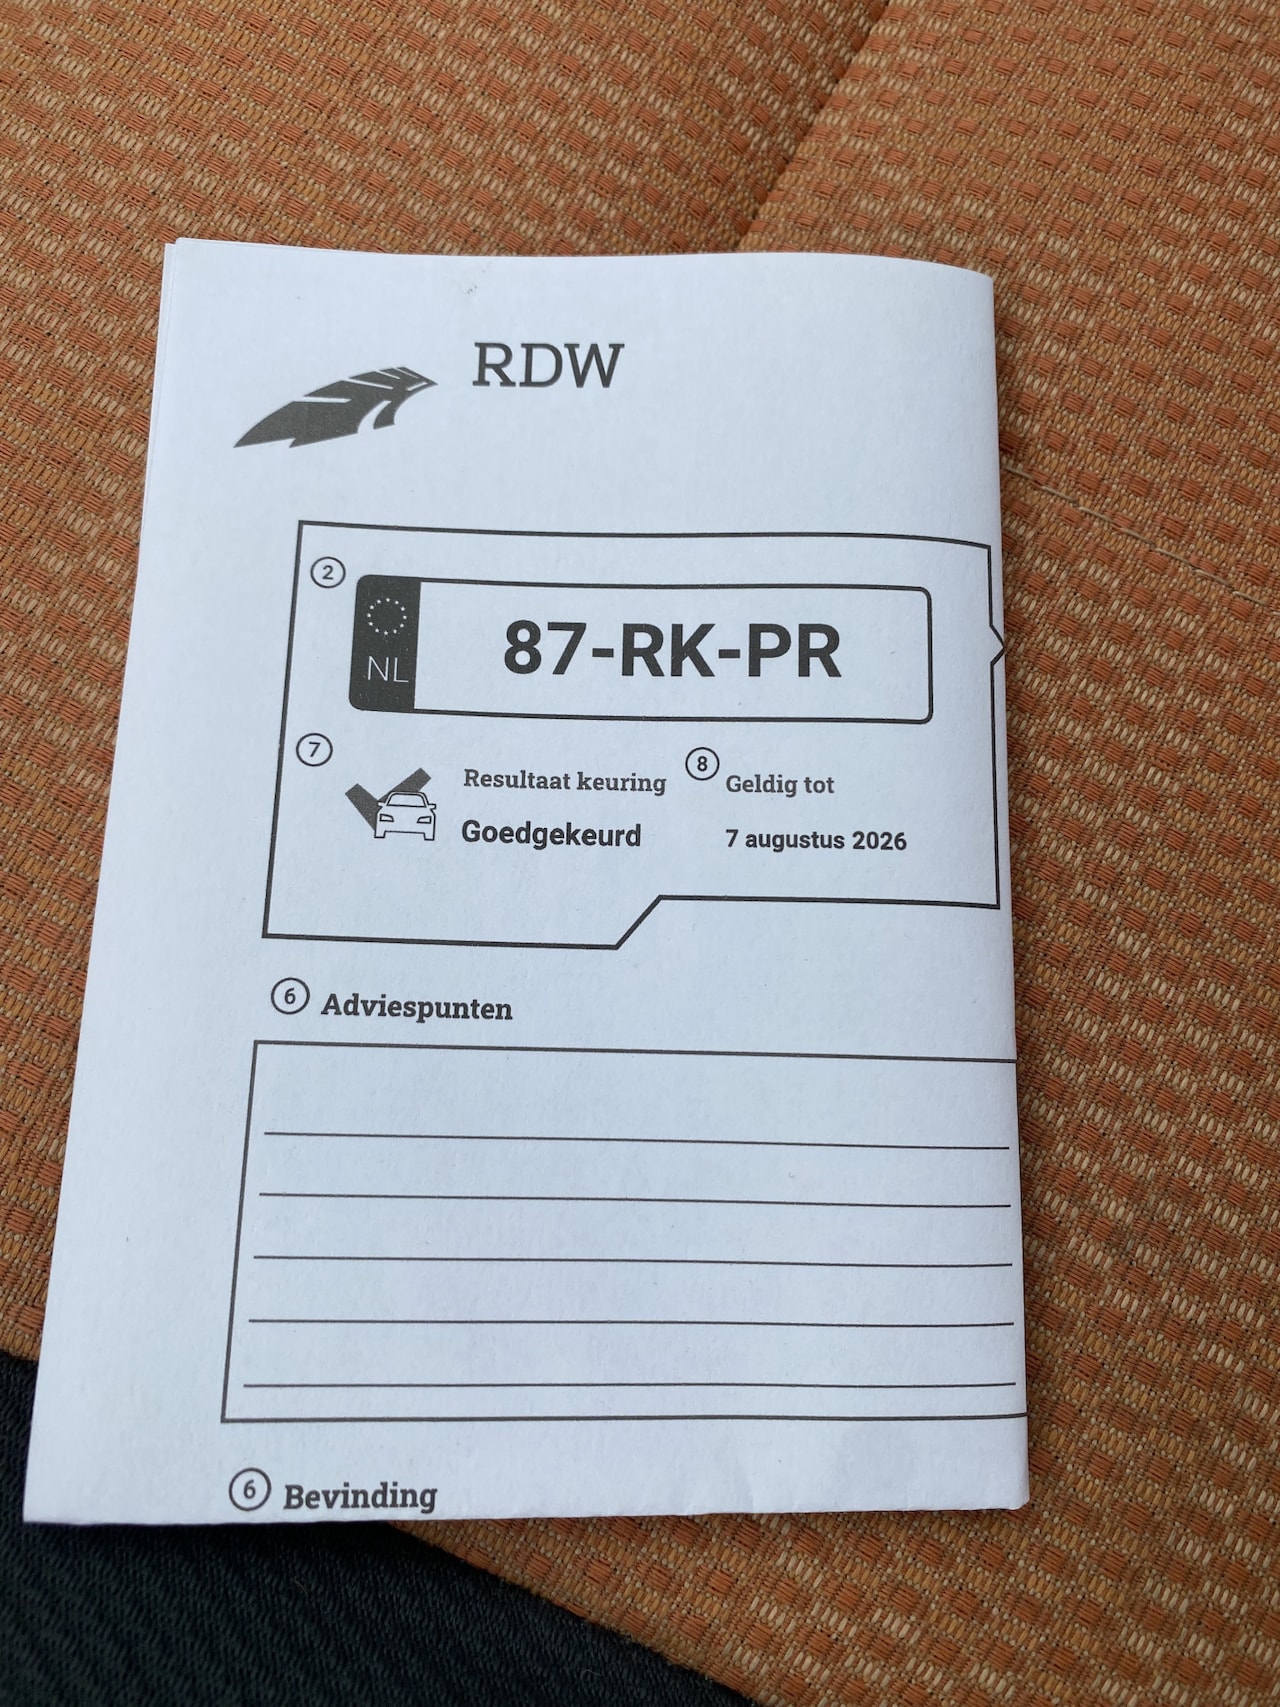 RDW
2
NL
87-RK-PR
7
Resultaat keuring
8
Geldig tot
Goedgekeurd
7 augustus 2026
6 Adviespunten
6 Bevinding